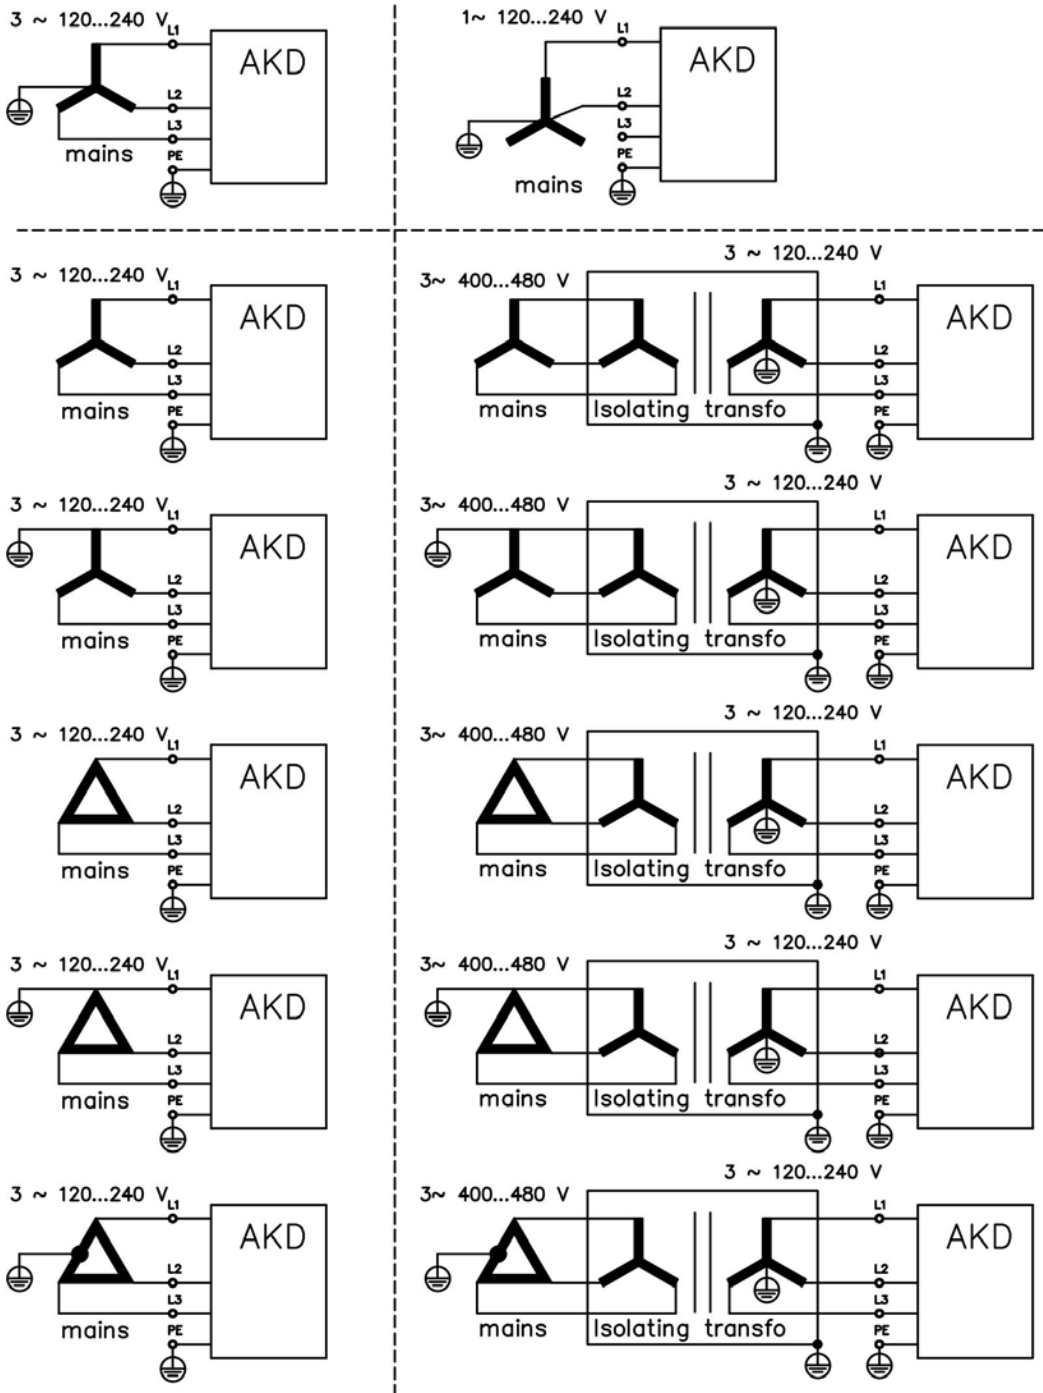 3 ~ 120...240 V
L1
AKD
L2
L3
mains
PE
1~ 120...240 V
L1
AKD
L2
L3
PE
mains
3 ~ 120...240 V
L1
AKD
L2
L3
mains
PE
3 ~ 120...240 V
3~ 400...480 V
L1
AKD
L2
L3
mains
Isolating transfo
PE
3 ~ 120...240 V
L1
AKD
L2
L3
mains
PE
3 ~ 120...240 V
3~ 400...480 V
L1
AKD
L2
L3
mains
Isolating transfo
PE
3 ~ 120...240 V
L1
AKD
L2
L3
mains
PE
3 ~ 120...240 V
3~ 400...480 V
L1
AKD
L2
L3
mains
Isolating transfo
PE
3 ~ 120...240 V
L1
AKD
L2
L3
mains
PE
3 ~ 120...240 V
3~ 400...480 V
L1
AKD
L2
L3
mains
Isolating transfo
PE
3 ~ 120...240 V
L1
AKD
L2
L3
mains
PE
3 ~ 120...240 V
3~ 400...480 V
L1
AKD
L2
L3
mains
Isolating transfo
PE